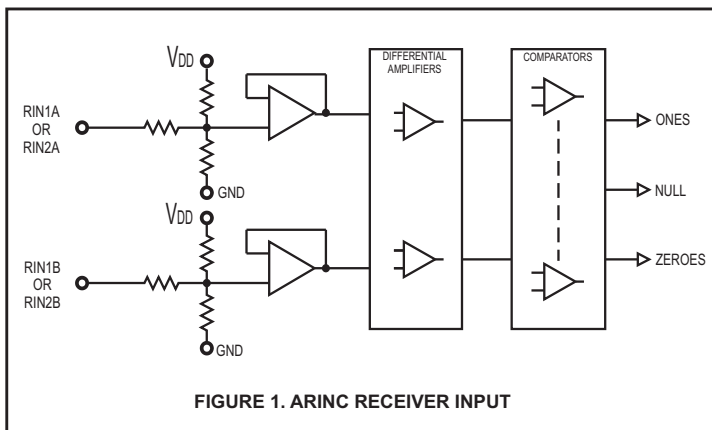 VDD
RIN1A
OR
RIN2A
GND
VDD
RIN1B
OR
RIN2B
GND
DIFFERENTIAL
AMPLIFIERS
COMPARATORS
ONES
NULL
ZEROES
FIGURE 1. ARINC RECEIVER INPUT